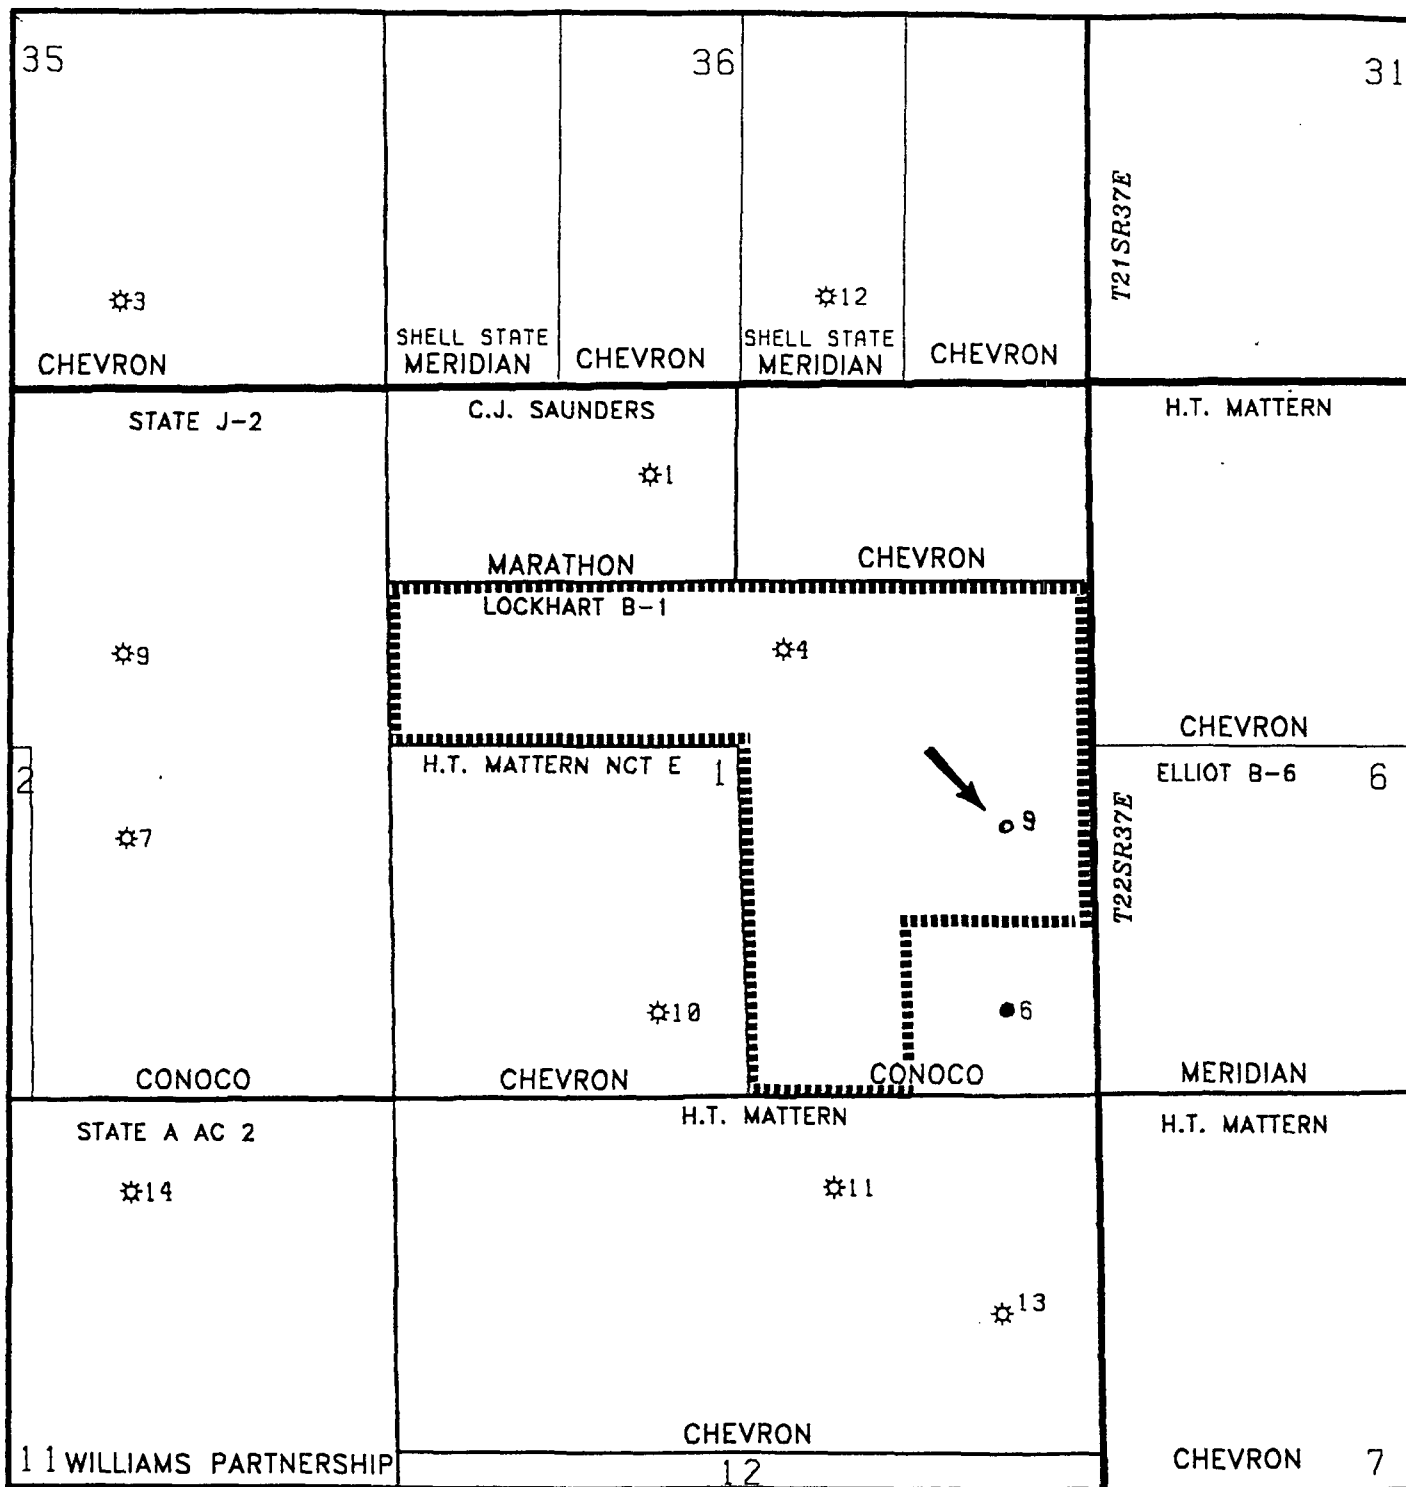 35
36
31
T21SR37E
3
12
SHELL STATE
MERIDIAN
CHEVRON
SHELL STATE
MERIDIAN
CHEVRON
CHEVRON
STATE J-2
C.J. SAUNDERS
H.T. MATTERN
1
MARATHON
CHEVRON
LOCKHART B-1
4
9
CHEVRON
H.T. MATTERN NCT E
1
ELLIOT B-6
6
2
7
9
T22SR37E
10
6
CONOCO
CHEVRON
CONOCO
MERIDIAN
STATE A AC 2
H.T. MATTERN
H.T. MATTERN
14
11
13
CHEVRON
11 WILLIAMS PARTNERSHIP
12
CHEVRON
7